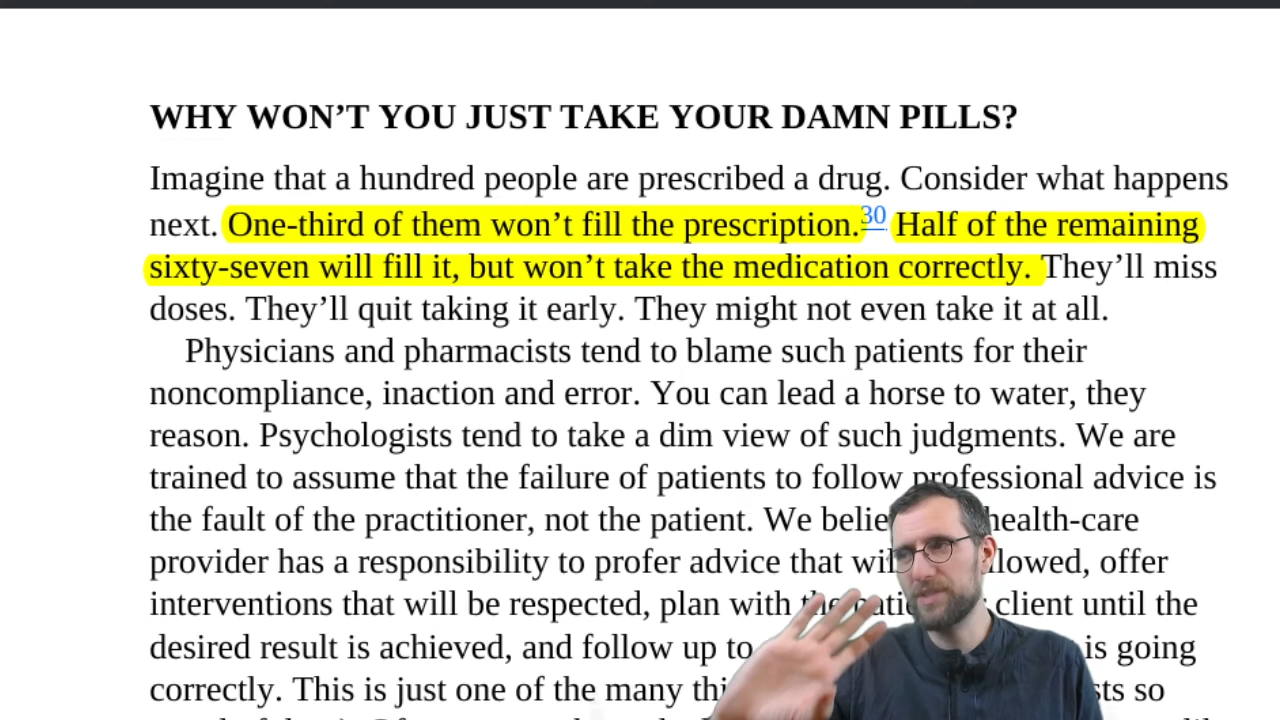 WHY WON’T YOU JUST TAKE YOUR DAMN PILLS?
Imagine that a hundred people are prescribed a drug. Consider what happens
next. One-third of them won’t fill the prescription.30 Half of the remaining
sixty-seven will fill it, but won’t take the medication correctly. They’ll miss
doses. They’ll quit taking it early. They might not even take it at all.
Physicians and pharmacists tend to blame such patients for their
noncompliance, inaction and error. You can lead a horse to water, they
reason. Psychologists tend to take a dim view of such judgments. We are
trained to assume that the failure of patients to follow professional advice is
the fault of the practitioner, not the patient. We health-care
provider has a responsibility to profer advice that offer
interventions that will be respected, plan with client until the
desired result is achieved, and follow up to is going
correctly. This is just one of the many so